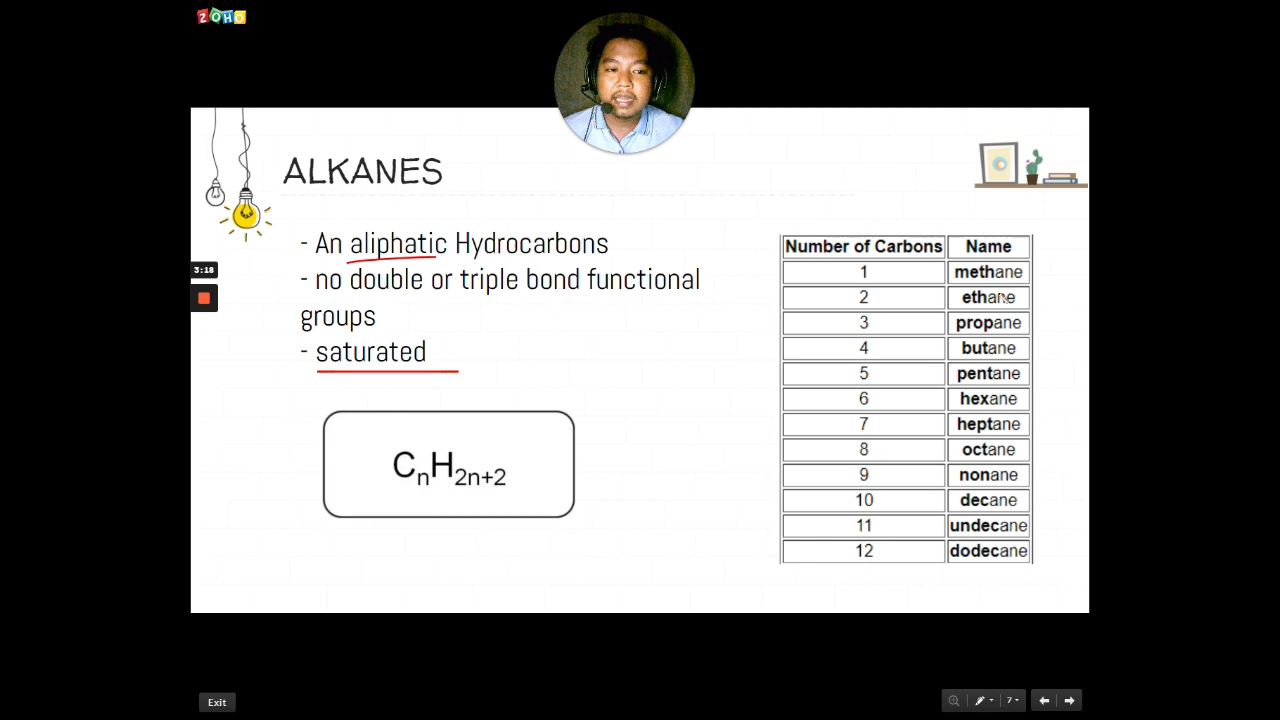 ZOHO
ALKANES
- An aliphatic Hydrocarbons
- no double or triple bond functional
groups
- saturated
CₙH₂ₙ₊₂
Number of Carbons Name
1 methane
2 ethane
3 propane
4 butane
5 pentane
6 hexane
7 heptane
8 octane
9 nonane
10 decane
11 undecane
12 dodecane
3:18
Exit
7